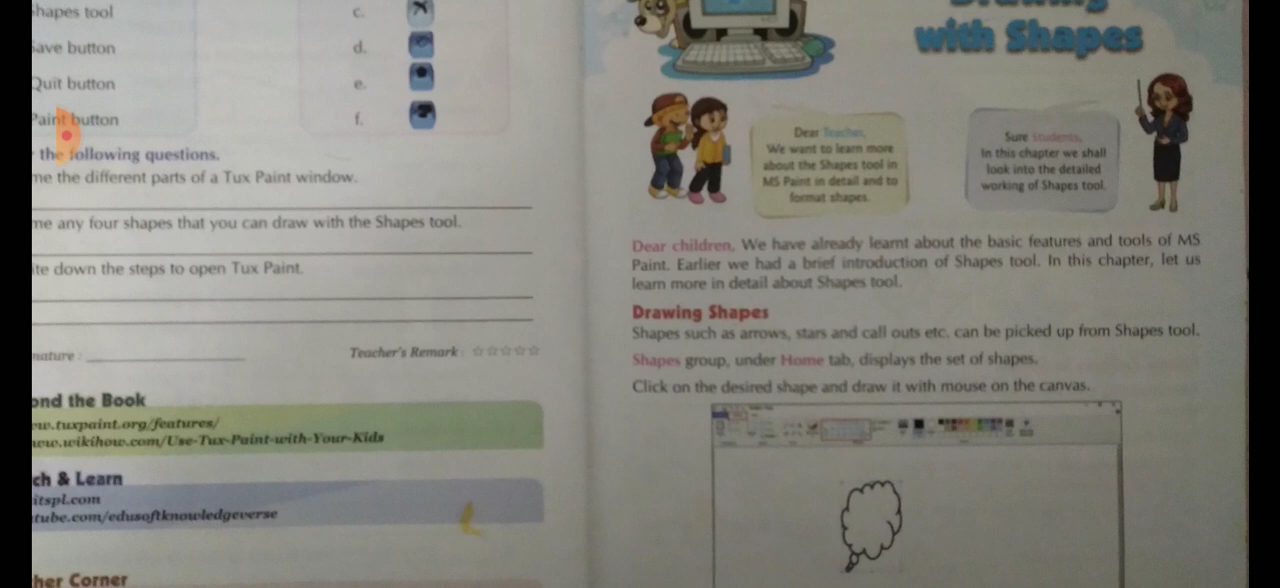 hapes tool
c.
ave button
d.
Quit button
e.
Paint button
f.
the following questions.
me the different parts of a Tux Paint window.
me any four shapes that you can draw with the Shapes tool.
ite down the steps to open Tux Paint.
nature :
Teacher's Remark :
ond the Book
ww.tuxpaint.org/features/
www.wikihow.com/Use-Tux-Paint-with-Your-Kids
ch & Learn
itspl.com
tube.com/edusoftknowledgeverse
her Corner
Drawing
with Shapes
Dear Teacher,
We want to learn more
about the Shapes tool in
MS Paint in detail and to
format shapes.
Sure Students,
In this chapter we shall
look into the detailed
working of Shapes tool.
Dear children, We have already learnt about the basic features and tools of MS
Paint. Earlier we had a brief introduction of Shapes tool. In this chapter, let us
learn more in detail about Shapes tool.
Drawing Shapes
Shapes such as arrows, stars and call outs etc. can be picked up from Shapes tool.
Shapes group, under Home tab, displays the set of shapes.
Click on the desired shape and draw it with mouse on the canvas.